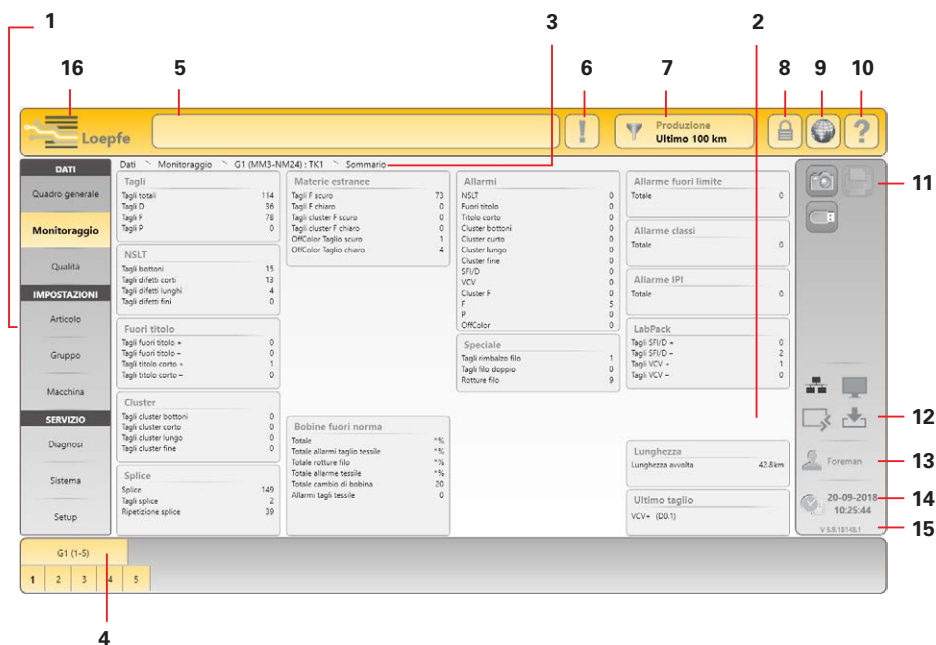 1
3
2
16
5
6
7
8
9
10
Loepfe
!
Produzione
Ultimo 100 km
?
DATI
Quadro generale
Monitoraggio
Qualità
IMPOSTAZIONI
Articolo
Gruppo
Macchina
SERVIZIO
Diagnosi
Sistema
Setup
Dati Monitoraggio G1 (MM3-NM24) : TK1 Sommario
Tagli
Tagli totali 114
Tagli D 36
Tagli F 78
Tagli P 0
NSLT
Tagli bottoni 15
Tagli difetti corti 13
Tagli difetti lunghi 4
Tagli difetti fini 0
Fuori titolo
Tagli fuori titolo + 0
Tagli fuori titolo – 0
Tagli titolo corto + 1
Tagli titolo corto – 0
Cluster
Tagli cluster bottoni 0
Tagli cluster corto 0
Tagli cluster lungo 0
Tagli cluster fine 0
Splice
Splice 149
Tagli splice 2
Ripetizione splice 39
Materie estranee
Tagli F scuro 73
Tagli F chiaro 0
Tagli cluster F scuro 0
Tagli cluster F chiaro 0
OffColor Taglio scuro 1
OffColor Taglio chiaro 4
Bobine fuori norma
Totale *%
Totale allarmi taglio tessile *%
Totale rotture filo *%
Totale allarme tessile *%
Totale cambio di bobina 20
Allarmi tagli tessile 0
Allarmi
NSLT 0
Fuori titolo 0
Titolo corto 0
Cluster bottoni 0
Cluster curto 0
Cluster lungo 0
Cluster fine 0
SFI/D 0
VCV 0
Cluster F 0
F 5
P 0
OffColor 0
Speciale
Tagli rimbalzo filo 1
Tagli filo doppio 0
Rotture filo 9
Allarme fuori limite
Totale 0
Allarme classi
Totale 0
Allarme IPI
Totale 0
LabPack
Tagli SFI/D + 0
Tagli SFI/D – 2
Tagli VCV + 1
Tagli VCV – 0
Lunghezza
Lunghezza avvolta 42.8km
Ultimo taglio
VCV+ (D0.1)
11
12
Foreman
13
20-09-2018
10:25:44
14
V 5.9.18148.1
15
G1 (1-5)
1 2 3 4 5
4